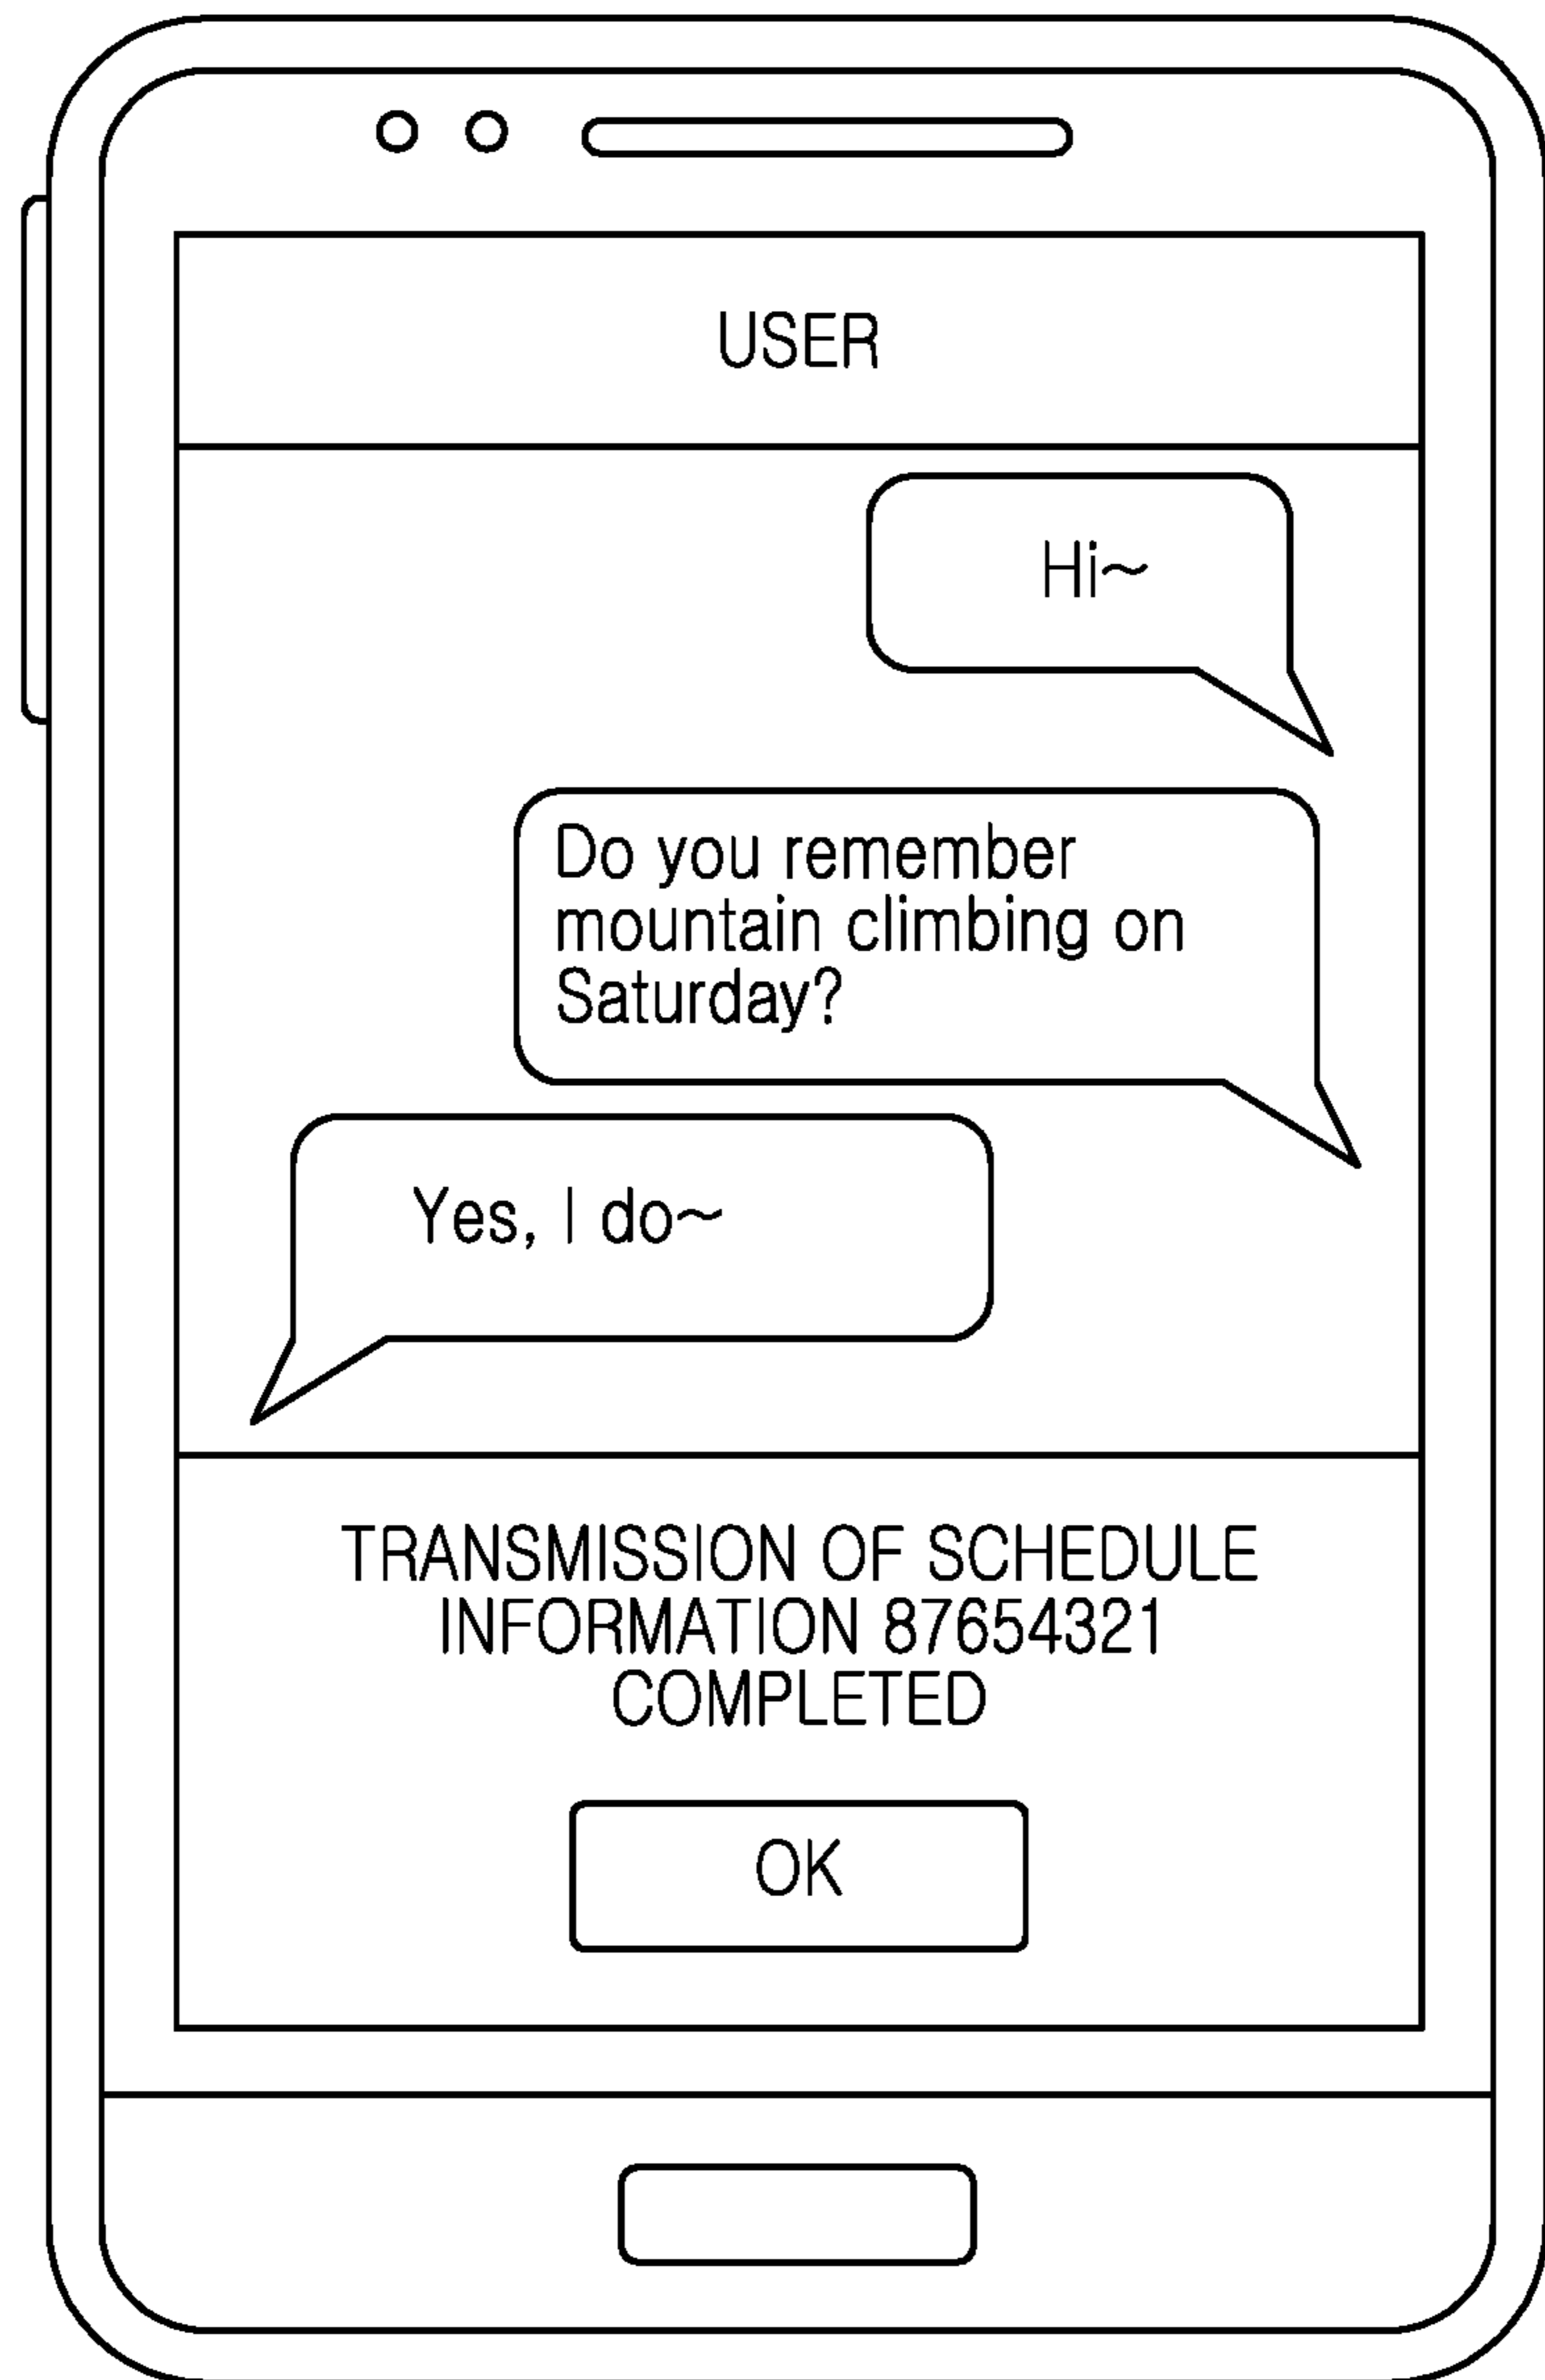 USER
Hi~
Do you remember
mountain climbing on
Saturday?
Yes, I do~
TRANSMISSION OF SCHEDULE
INFORMATION 87654321
COMPLETED
OK